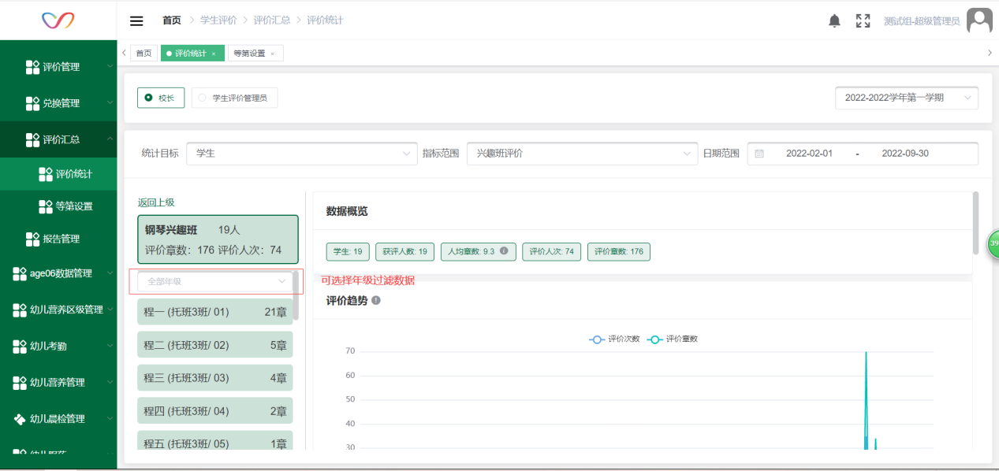 首页 > 学生评价 > 评价汇总 > 评价统计
测试组-超级管理员
首页
评价统计 ×
等第设置 ×
评价管理
兑换管理
评价汇总
评价统计
等第设置
报告管理
age06数据管理
幼儿营养区级管理
幼儿考勤
幼儿营养管理
幼儿晨检管理
校长
学生评价管理员
2022-2022学年第一学期
统计目标 学生
指标范围 兴趣班评价
日期范围 2022-02-01 - 2022-09-30
返回上级
钢琴兴趣班 19人
评价章数：176 评价人次：74
全部年级
程一 (托班3班/ 01) 21章
程二 (托班3班/ 02) 5章
程三 (托班3班/ 03) 4章
程四 (托班3班/ 04) 2章
程五 (托班3班/ 05) 1章
数据概览
学生: 19
获评人数: 19
人均章数: 9.3
评价人次: 74
评价章数: 176
可选择年级过滤数据
评价趋势
评价次数 评价章数
70
60
50
40
30
39